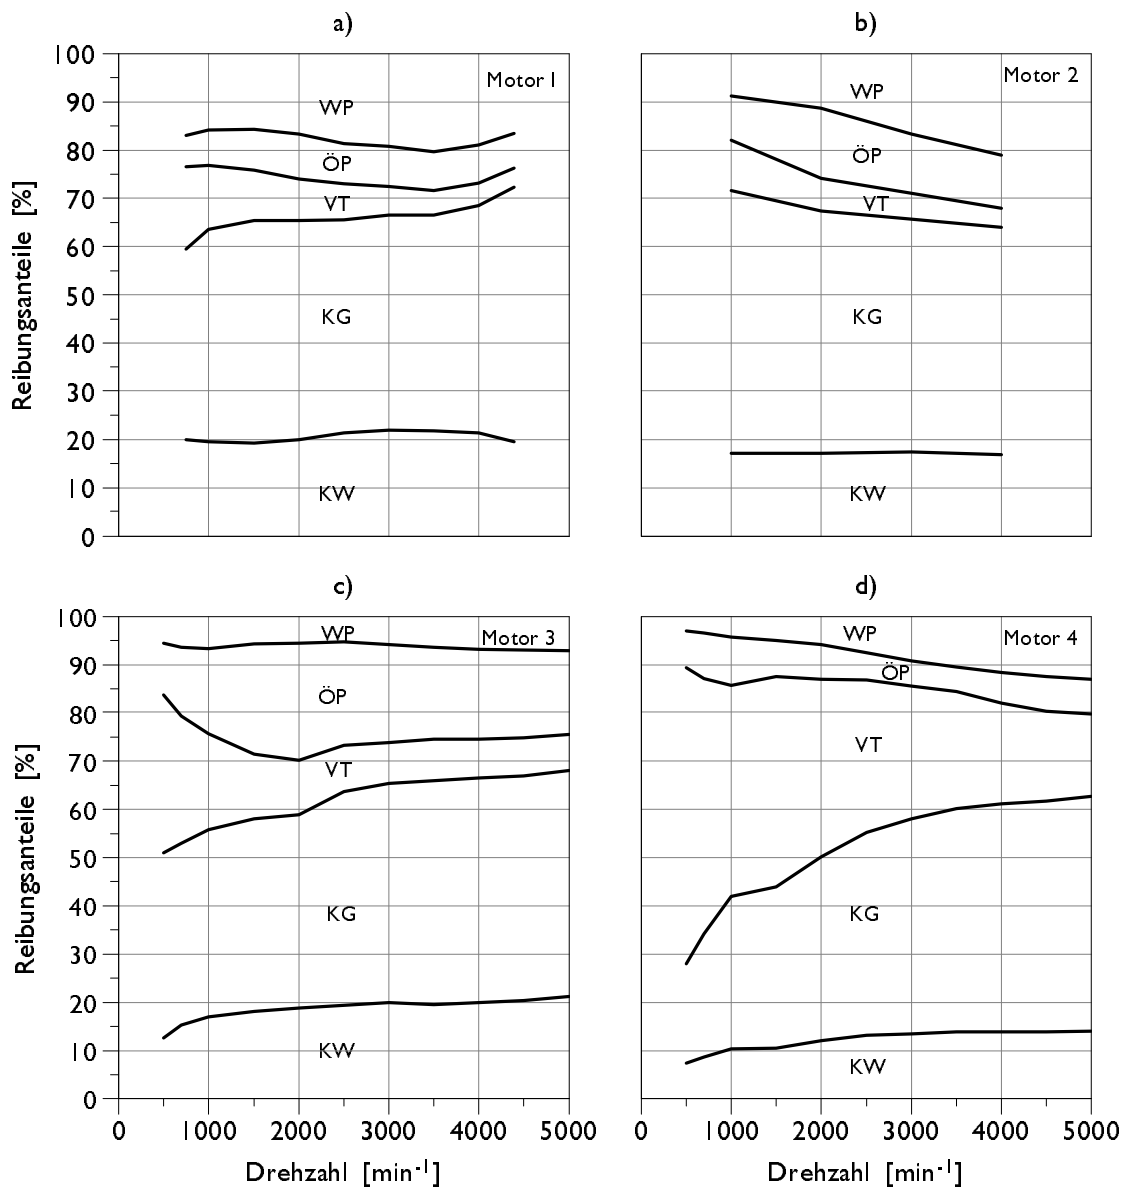 a)
b)
100
90
80
70
60
50
40
30
20
10
0
Reibungsanteile [%]
Motor 1
WP
ÖP
VT
KG
KW
Motor 2
WP
ÖP
VT
KG
KW
c)
d)
100
90
80
70
60
50
40
30
20
10
0
Reibungsanteile [%]
Motor 3
WP
ÖP
VT
KG
KW
Motor 4
WP
ÖP
VT
KG
KW
0 1000 2000 3000 4000 5000
0 1000 2000 3000 4000 5000
Drehzahl [min-1]
Drehzahl [min-1]